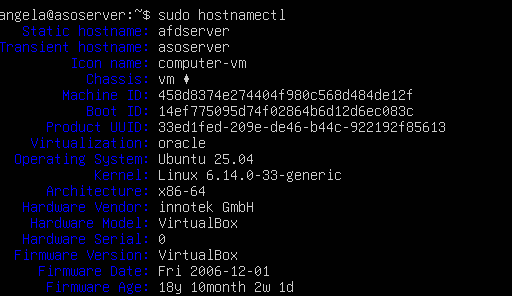 angela@asoserver:~$ sudo hostnamectl
Static hostname: afdserver
Transient hostname: asoserver
Icon name: computer-vm
Chassis: vm ♦
Machine ID: 458d8374e274404f980c568d484de12f
Boot ID: 14ef775095d74f02864b6d12d6ec083c
Product UUID: 33ed1fed-209e-de46-b44c-922192f85613
Virtualization: oracle
Operating System: Ubuntu 25.04
Kernel: Linux 6.14.0-33-generic
Architecture: x86-64
Hardware Vendor: innotek GmbH
Hardware Model: VirtualBox
Hardware Serial: 0
Firmware Version: VirtualBox
Firmware Date: Fri 2006-12-01
Firmware Age: 18y 10month 2w 1d